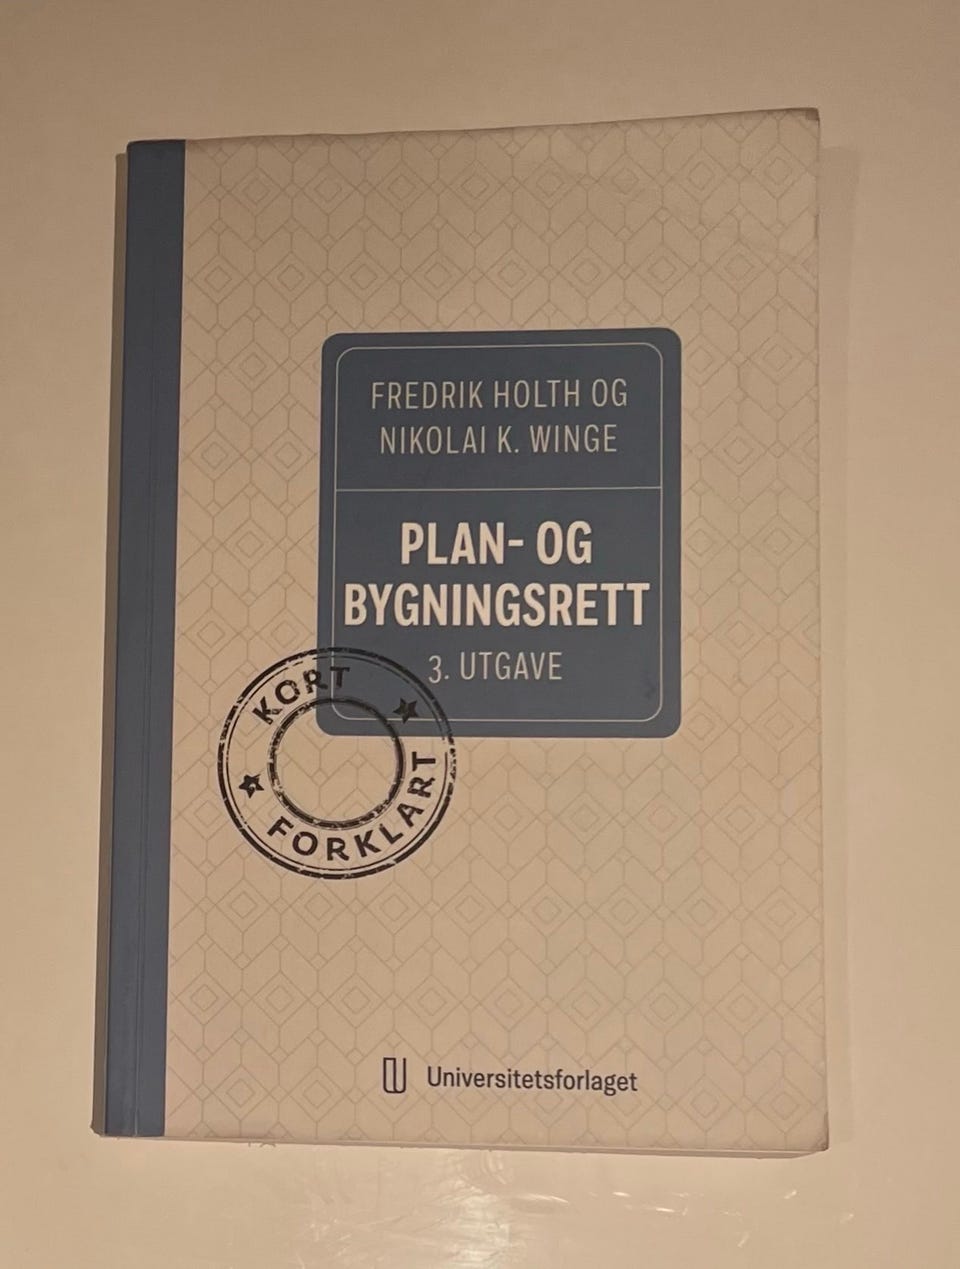 FREDRIK HOLTH OG
NIKOLAI K. WINGE
PLAN- OG
BYGNINGSRETT
3. UTGAVE
KORT
FORKLART
Universitetsforlaget